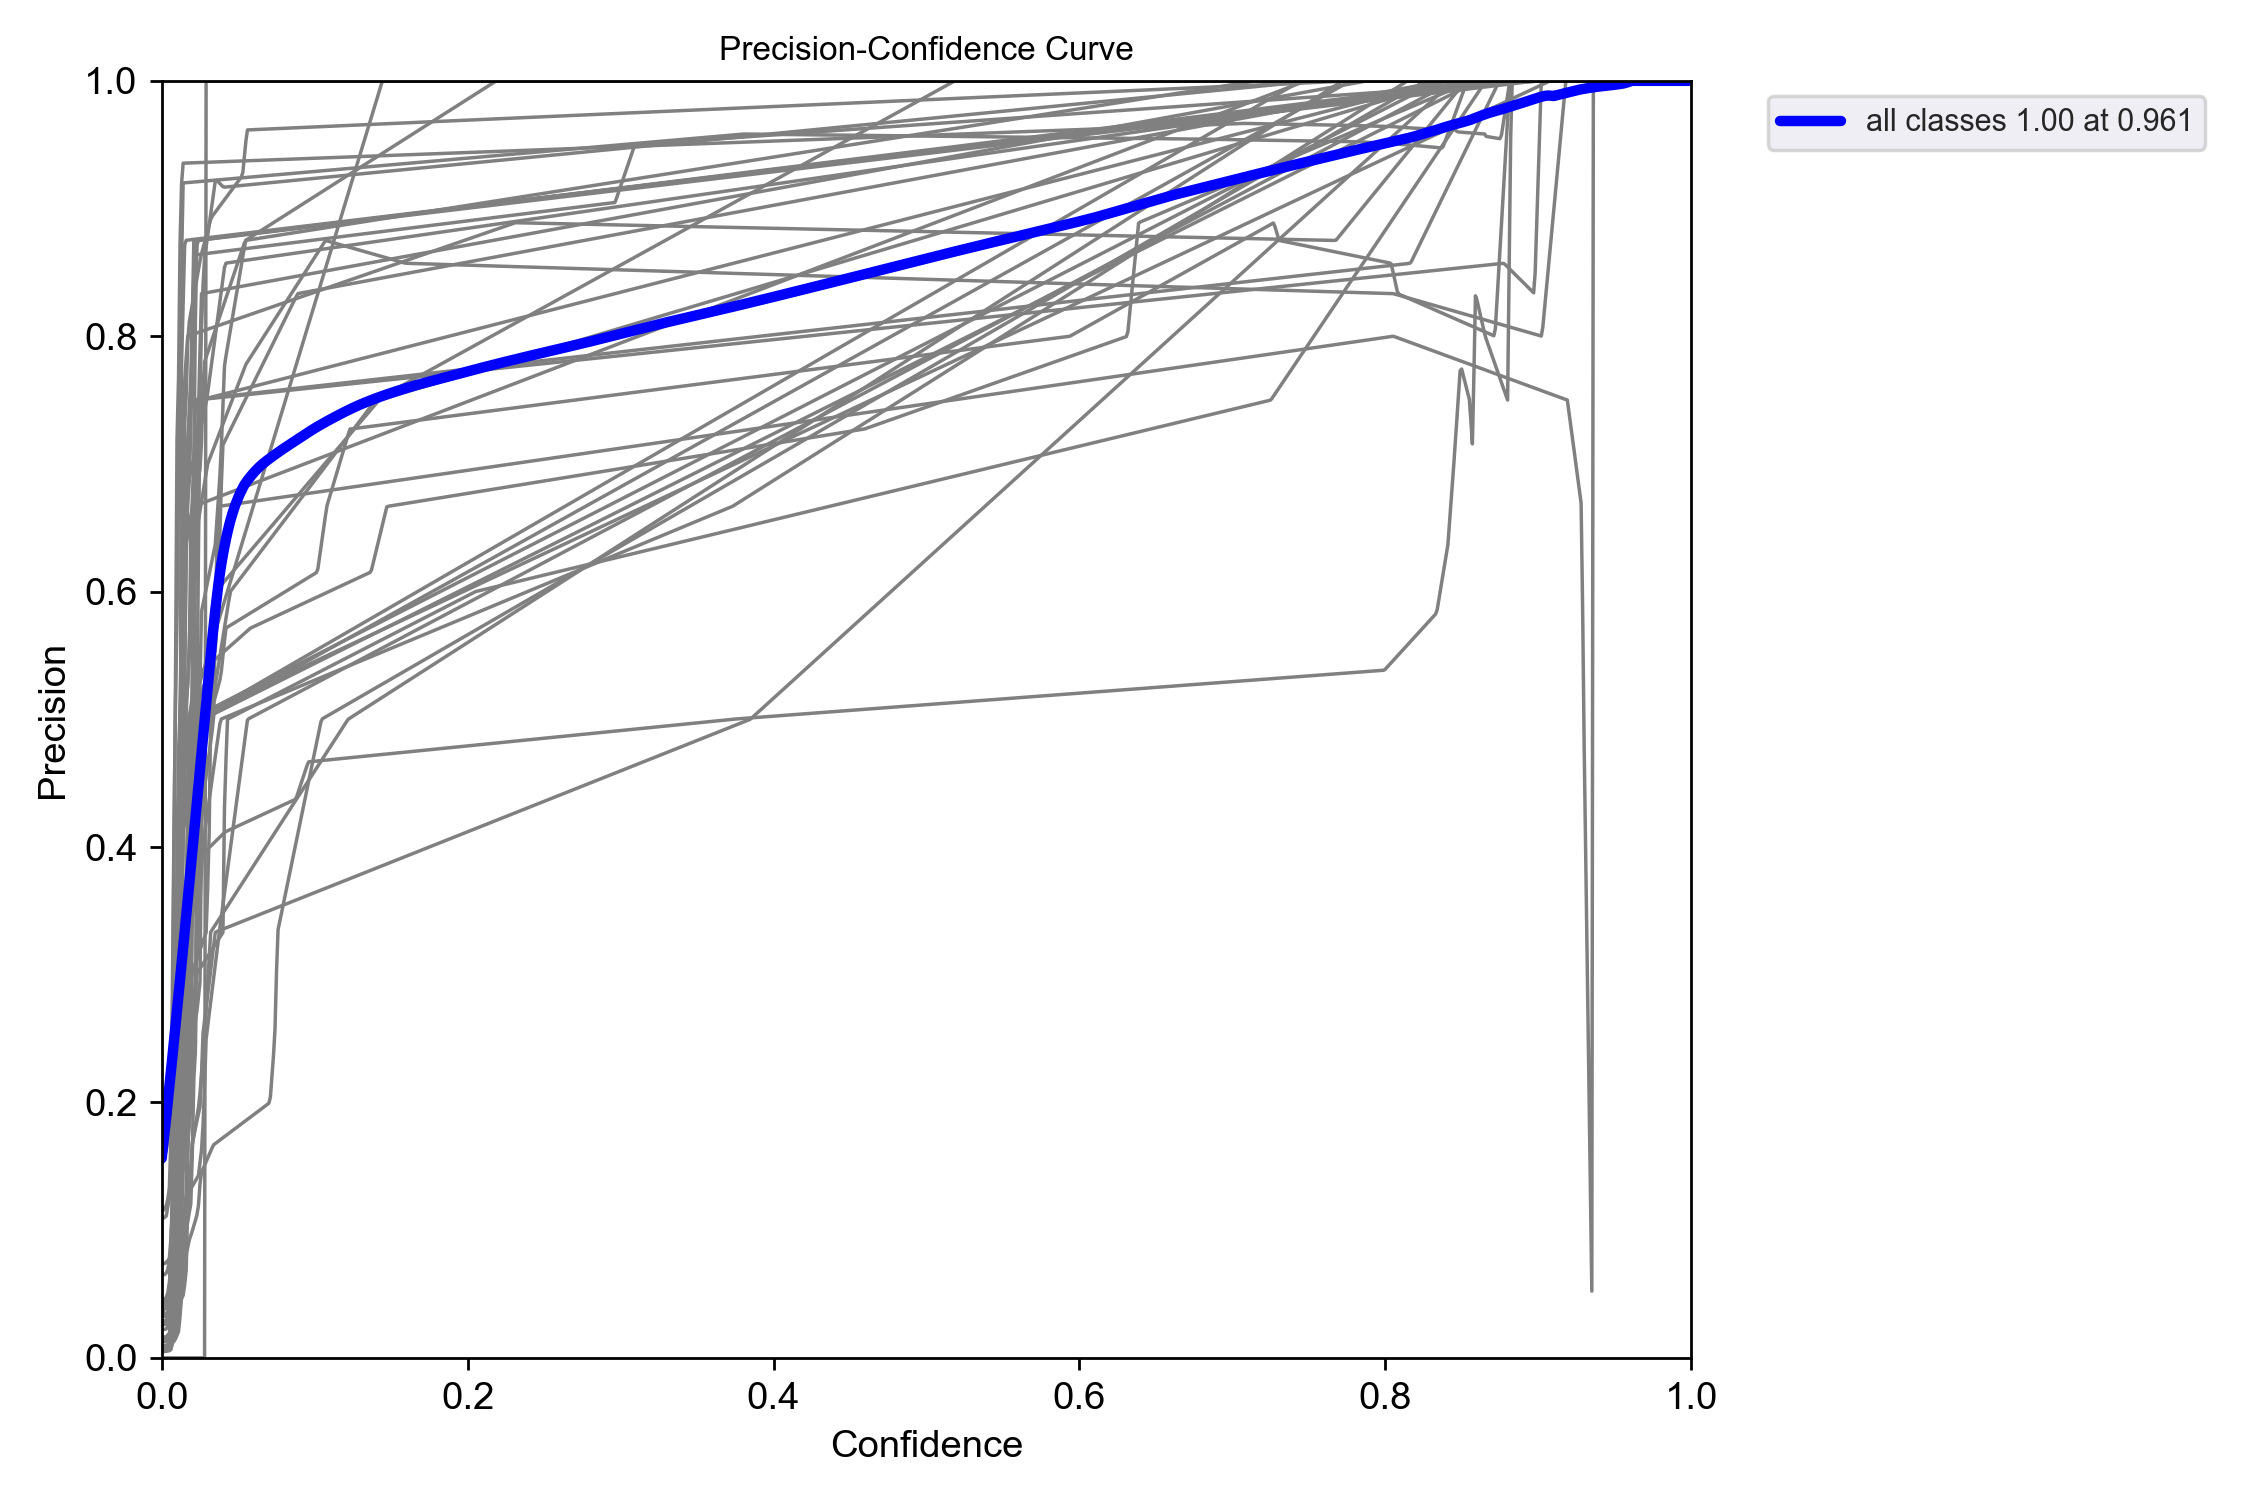 Precision-Confidence Curve
all classes 1.00 at 0.961
1.0
0.8
0.6
0.4
0.2
0.0
Precision
0.0 0.2 0.4 0.6 0.8 1.0
Confidence